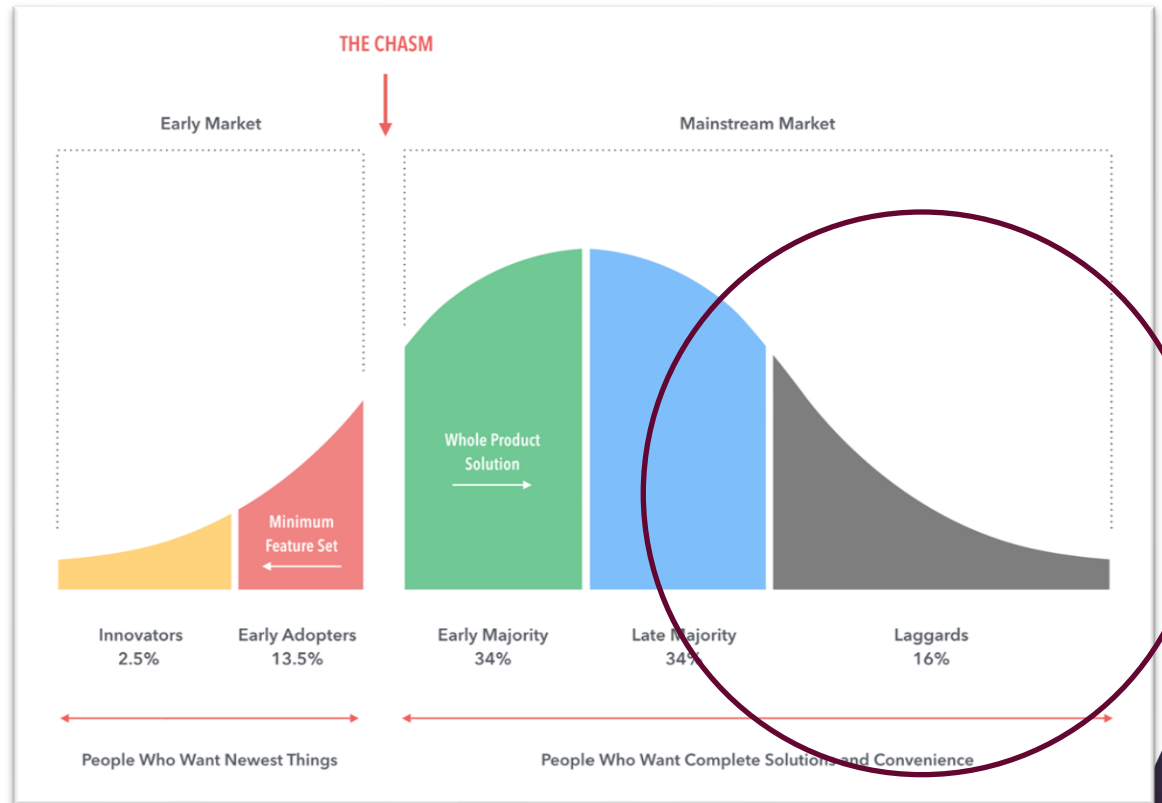 THE CHASM
Early Market
Mainstream Market
Whole Product
Solution
Minimum
Feature Set
Innovators
2.5%
Early Adopters
13.5%
Early Majority
34%
Late Majority
34%
Laggards
16%
People Who Want Newest Things
People Who Want Complete Solutions and Convenience